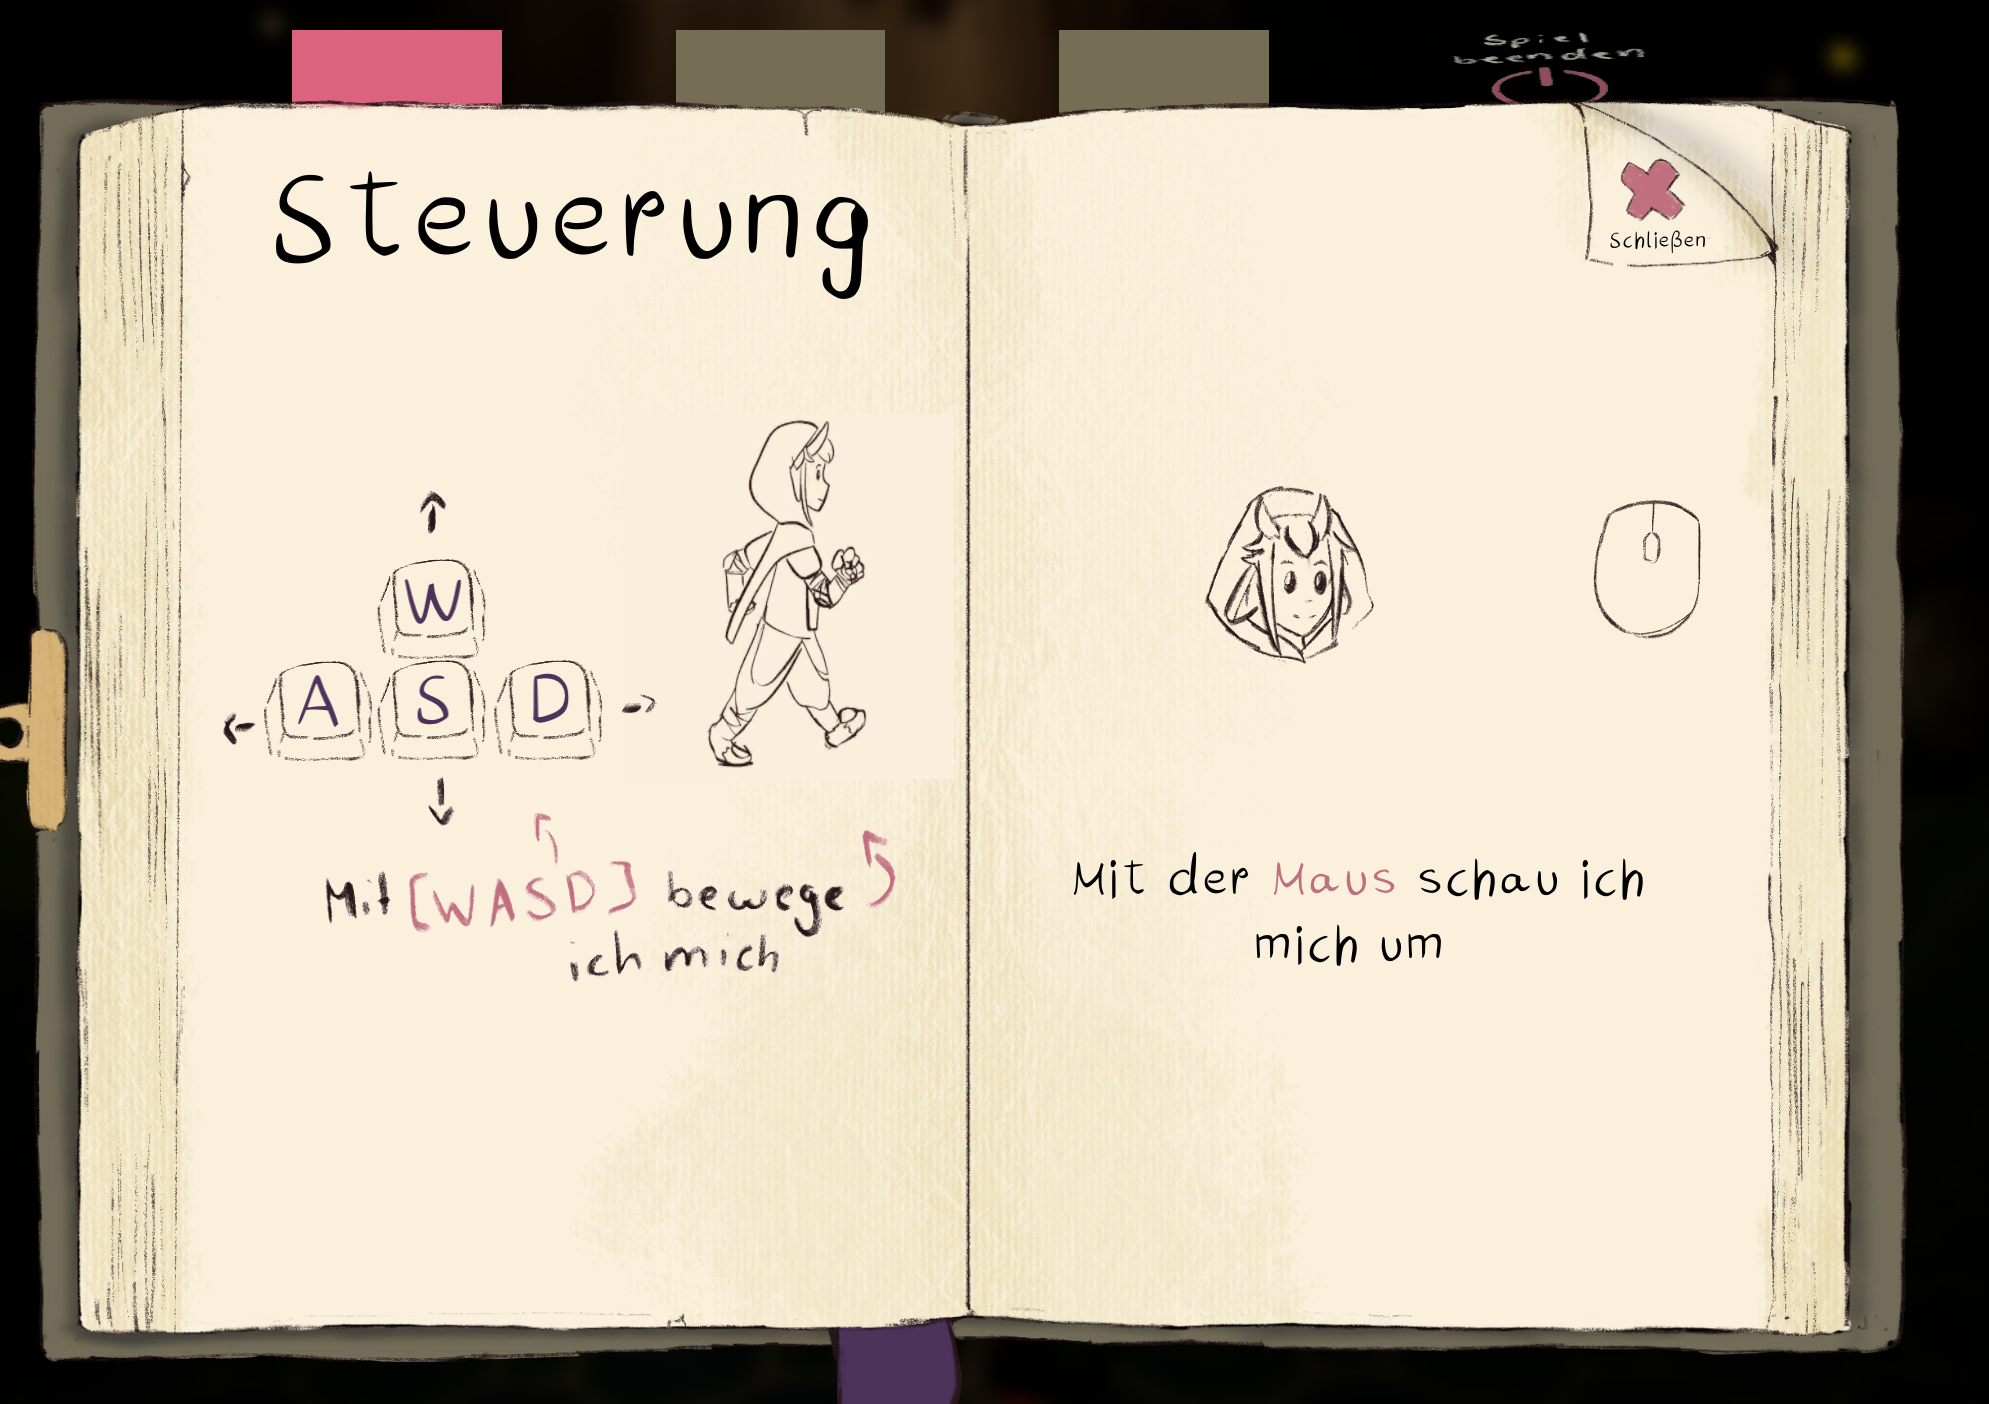 Spiel
beenden
Steuerung
Schließen
W
A S D
Mit [WASD] bewege
ich mich
Mit der Maus schau ich
mich um